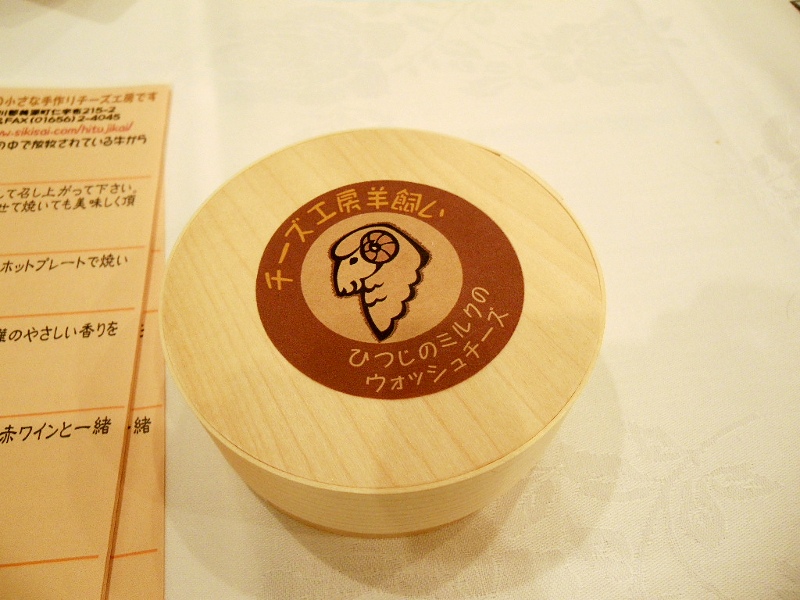 の小さな手作りチーズ工房です
FAX(01656)2-4045
w.sikisai.com/hitujikai/
の中で放牧されている牛から
して召し上がって下さい。
せて焼いても美味しく頂
ホットプレートで焼い
のやさしい香りを
赤ワインと一緒
・緒
チーズ工房羊飼い
ひつじのミルクの
ウォッシュチーズ